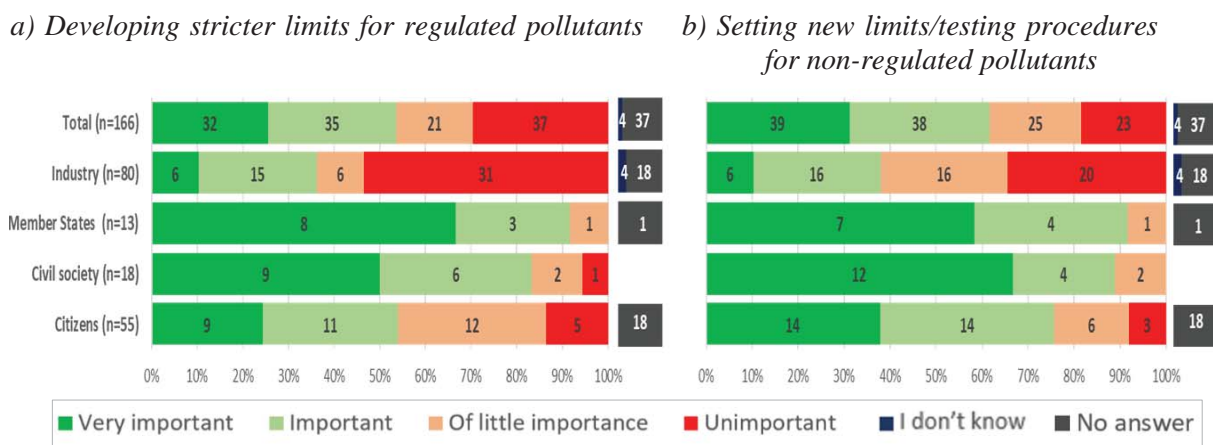 a) Developing stricter limits for regulated pollutants
b) Setting new limits/testing procedures
for non-regulated pollutants
Total (n=166)
32 35 21 37 4 37
39 38 25 23 4 37
Industry (n=80)
6 15 6 31 4 18
6 16 16 20 4 18
Member States (n=13)
8 3 1 1
7 4 1 1
Civil society (n=18)
9 6 2 1
12 4 2
Citizens (n=55)
9 11 12 5 18
14 14 6 3 18
0% 10% 20% 30% 40% 50% 60% 70% 80% 90% 100%
0% 10% 20% 30% 40% 50% 60% 70% 80% 90% 100%
Very important Important Of little importance Unimportant I don't know No answer